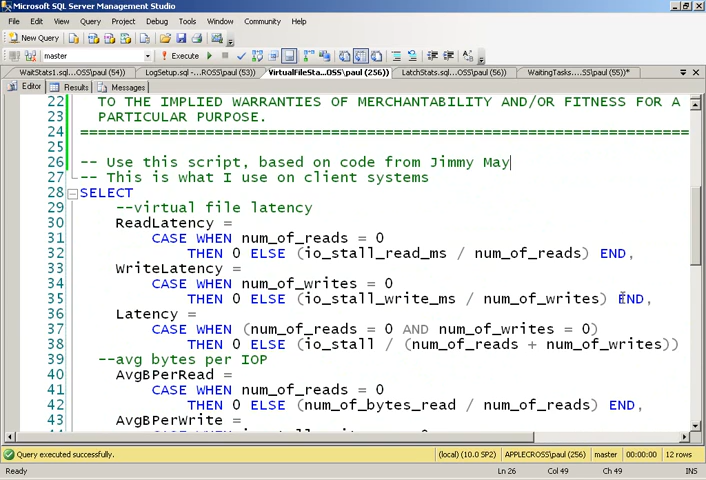 Microsoft SQL Server Management Studio
File Edit View Query Project Debug Tools Window Community Help
New Query
master Execute
WaitStats1.sql...OSS\paul (54)) LogSetup.sql - ...ROSS\paul (53)) VirtualFileSta...OSS\paul (256)) LatchStats.sql...OSS\paul (256)) WaitingTasks....SS\paul (55))*
Editor Results Messages
22 TO THE IMPLIED WARRANTIES OF MERCHANTABILITY AND/OR FITNESS FOR A
23 PARTICULAR PURPOSE.
24 ====================================================================
25
26 -- Use this script, based on code from Jimmy May
27 -- This is what I use on client systems
28 SELECT
29 --virtual file latency
30 ReadLatency =
31 CASE WHEN num_of_reads = 0
32 THEN 0 ELSE (io_stall_read_ms / num_of_reads) END,
33 WriteLatency =
34 CASE WHEN num_of_writes = 0
35 THEN 0 ELSE (io_stall_write_ms / num_of_writes) END,
36 Latency =
37 CASE WHEN (num_of_reads = 0 AND num_of_writes = 0)
38 THEN 0 ELSE (io_stall / (num_of_reads + num_of_writes))
39 --avg bytes per IOP
40 AvgBPerRead =
41 CASE WHEN num_of_reads = 0
42 THEN 0 ELSE (num_of_bytes_read / num_of_reads) END,
43 AvgBPerWrite =
Query executed successfully. (local) (10.0 SP2) APPLECROSS\paul (256) master 00:00:00 12 rows
Ready Ln 26 Col 49 Ch 49 INS